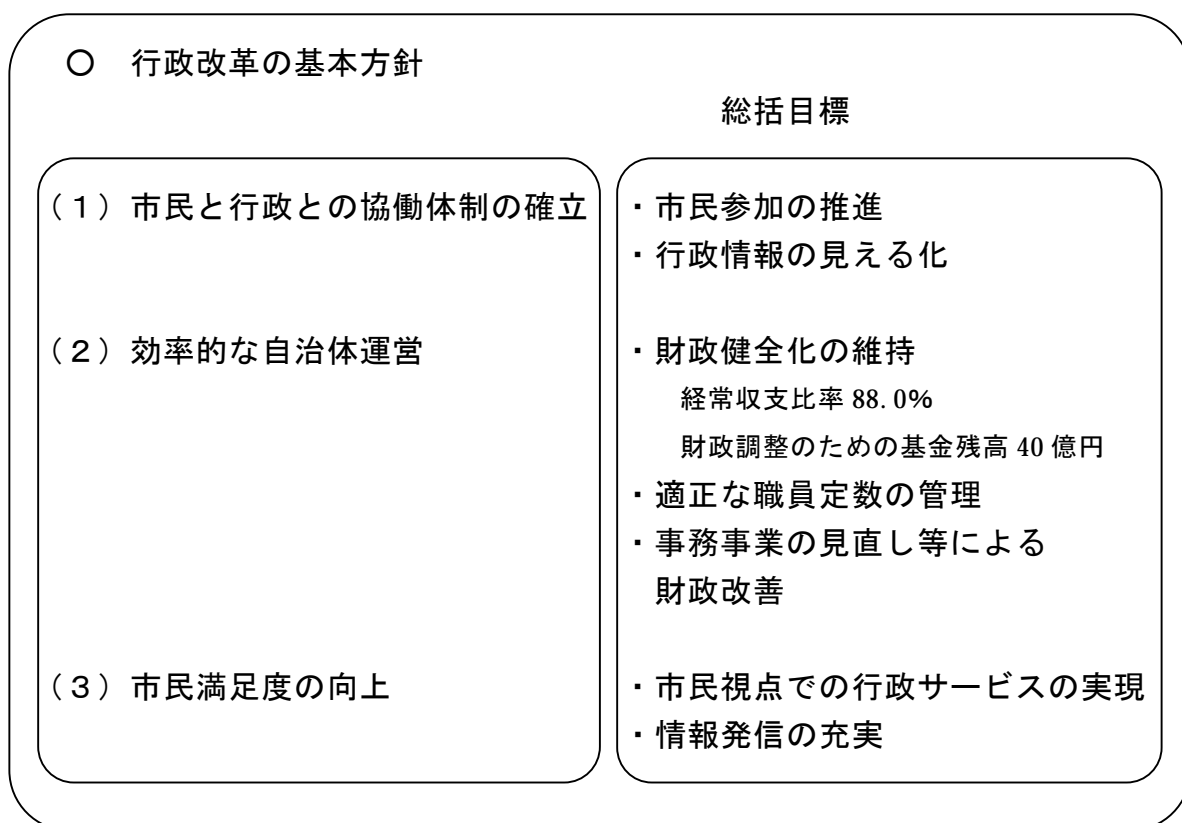 ○　行政改革の基本方針
総括目標
（１）市民と行政との協働体制の確立
・市民参加の推進
・行政情報の見える化
（２）効率的な自治体運営
・財政健全化の維持
経常収支比率 88.0％
財政調整のための基金残高 40 億円
・適正な職員定数の管理
・事務事業の見直し等による
財政改善
（３）市民満足度の向上
・市民視点での行政サービスの実現
・情報発信の充実